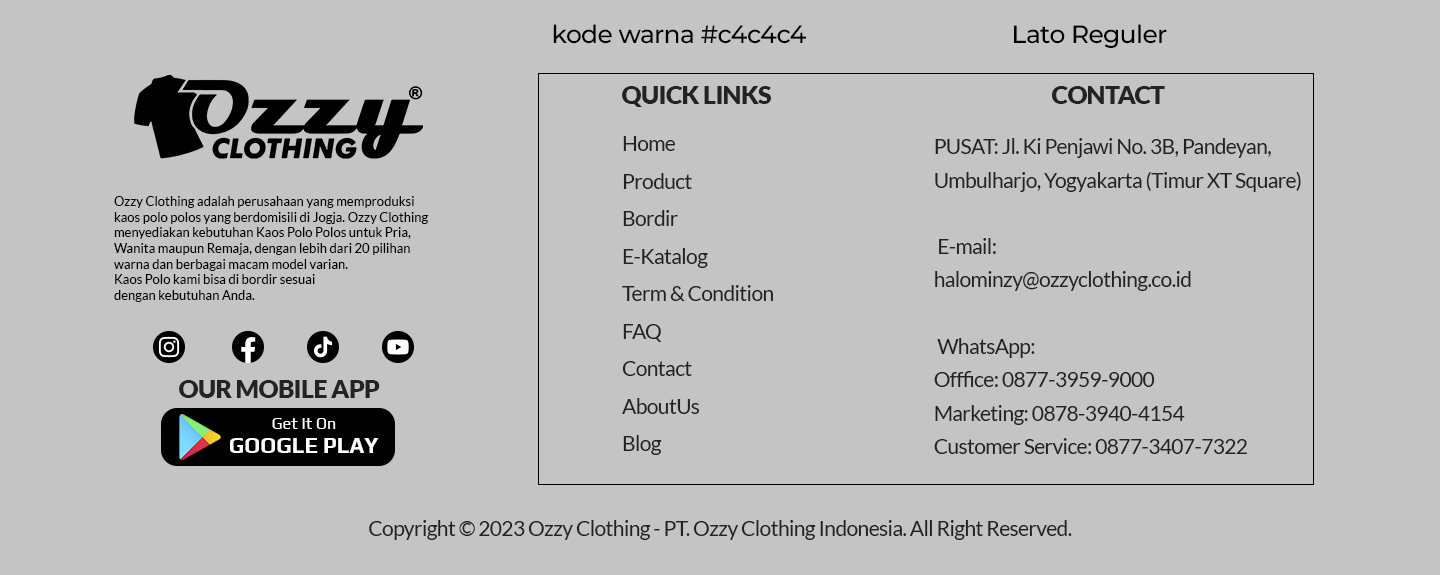 kode warna #c4c4c4
Lato Reguler
Ozzy®
CLOTHING
Ozzy Clothing adalah perusahaan yang memproduksi
kaos polo polos yang berdomisili di Jogja. Ozzy Clothing
menyediakan kebutuhan Kaos Polo Polos untuk Pria,
Wanita maupun Remaja, dengan lebih dari 20 pilihan
warna dan berbagai macam model varian.
Kaos Polo kami bisa di bordir sesuai
dengan kebutuhan Anda.
OUR MOBILE APP
Get It On
GOOGLE PLAY
QUICK LINKS
Home
Product
Bordir
E-Katalog
Term & Condition
FAQ
Contact
AboutUs
Blog
CONTACT
PUSAT: Jl. Ki Penjawi No. 3B, Pandeyan,
Umbulharjo, Yogyakarta (Timur XT Square)
E-mail:
halominzy@ozzyclothing.co.id
WhatsApp:
Offfice: 0877-3959-9000
Marketing: 0878-3940-4154
Customer Service: 0877-3407-7322
Copyright © 2023 Ozzy Clothing - PT. Ozzy Clothing Indonesia. All Right Reserved.